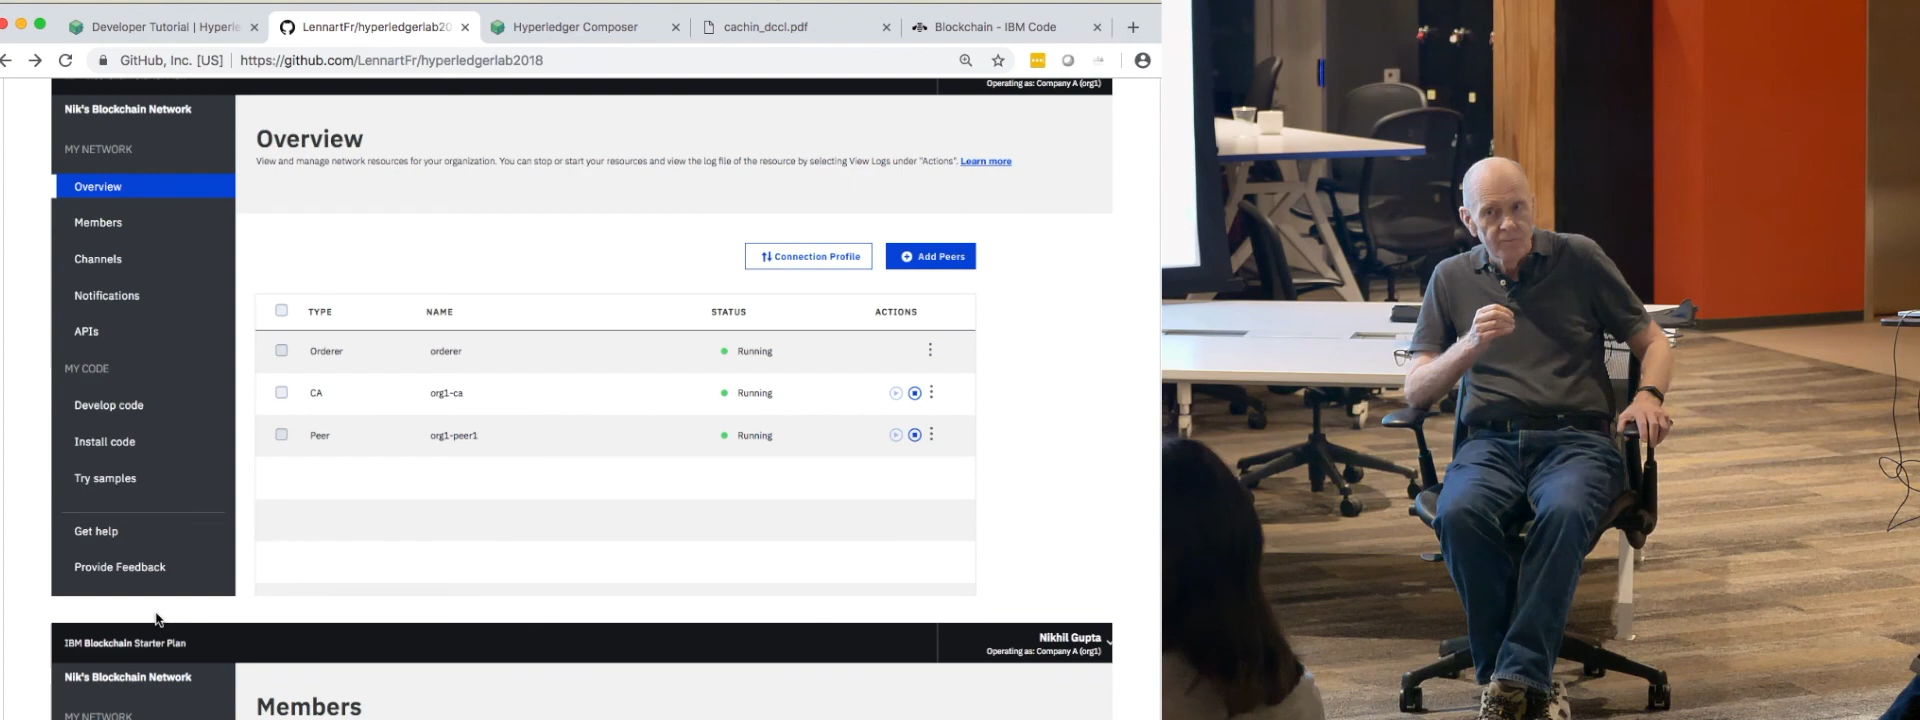 Developer Tutorial | Hyperle
LennartFr/hyperledgerlab20
Hyperledger Composer
cachin_dccl.pdf
Blockchain - IBM Code
GitHub, Inc. [US]
https://github.com/LennartFr/hyperledgerlab2018
Operating as: Company A (org1)
Nik's Blockchain Network
MY NETWORK
Overview
Members
Channels
Notifications
APIs
MY CODE
Develop code
Install code
Try samples
Get help
Provide Feedback
Overview
View and manage network resources for your organization. You can stop or start your resources and view the log file of the resource by selecting View Logs under "Actions". Learn more
Connection Profile
Add Peers
TYPE NAME STATUS ACTIONS
Orderer orderer Running
CA org1-ca Running
Peer org1-peer1 Running
IBM Blockchain Starter Plan
Nikhil Gupta
Operating as: Company A (org1)
Nik's Blockchain Network
MY NETWORK
Members